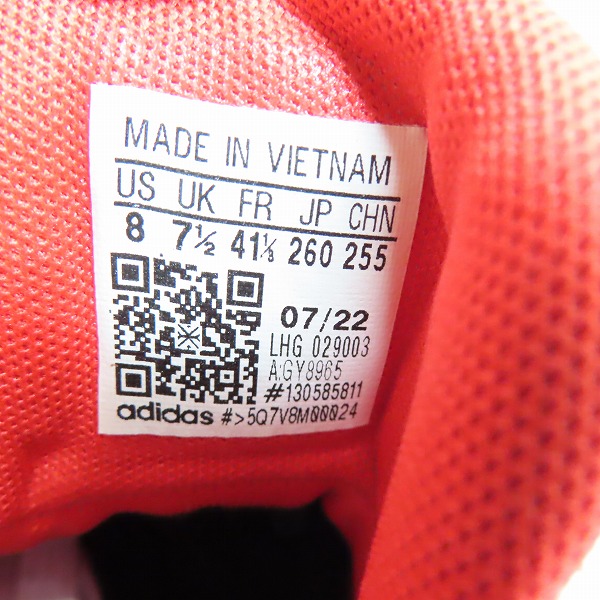 MADE IN VIETNAM
US UK FR JP CHN
8 7½ 41⅓ 260 255
07/22
LHG 029003
A:GY8965
#130585811
adidas #>5Q7V8M00024